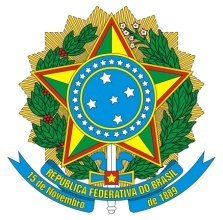 REPÚBLICA FEDERATIVA DO BRASIL
15 de Novembro
de 1889